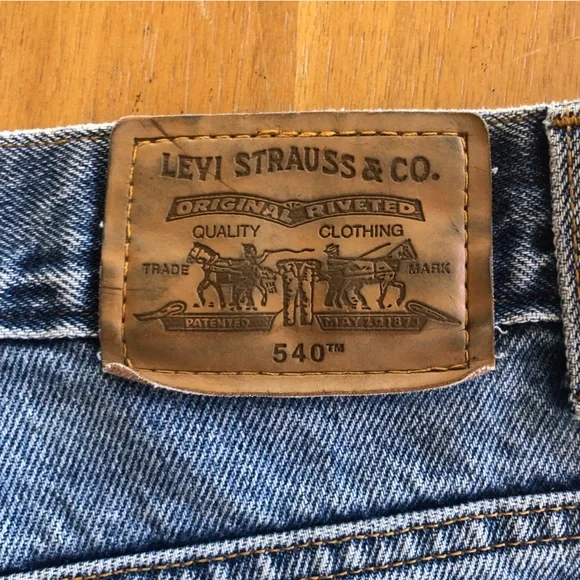 LEVI STRAUSS & CO.
ORIGINAL RIVETED
QUALITY CLOTHING
TRADE MARK
PATENTED MAY 20 1873
540™